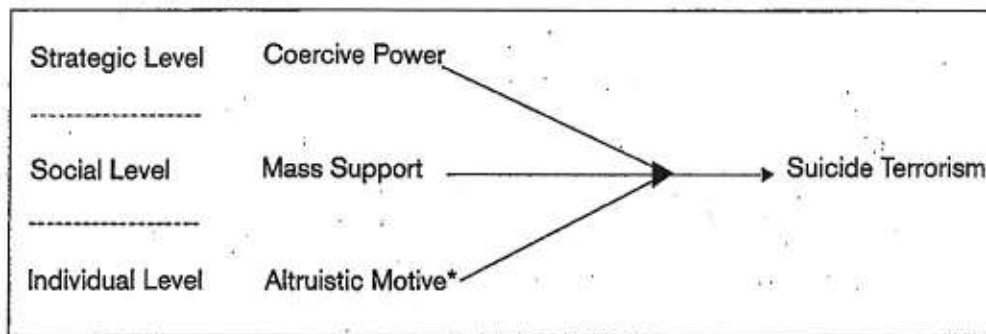 Strategic Level Coercive Power
Social Level Mass Support Suicide Terrorism
Individual Level Altruistic Motive*